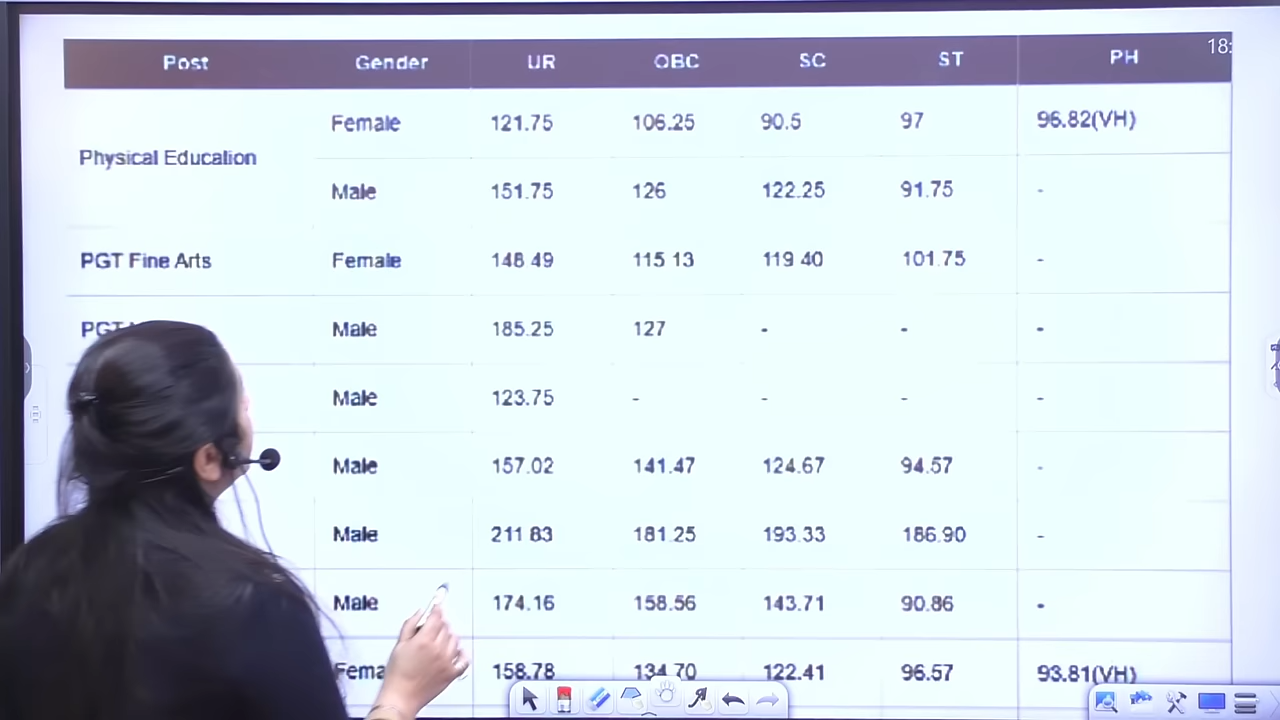 18:
Post Gender UR OBC SC ST PH
Physical Education Female 121.75 106.25 90.5 97 96.82(VH)
Male 151.75 126 122.25 91.75 -
PGT Fine Arts Female 148 49 115 13 119 40 101.75 -
PGT Male 185.25 127 - - -
Male 123.75 - - - -
Male 157.02 141.47 124.67 94.57 -
Male 211 83 181.25 193.33 186.90 -
Male 174.16 158.56 143.71 90.86 -
Fema 158.78 134.70 122.41 96.57 93.81(VH)